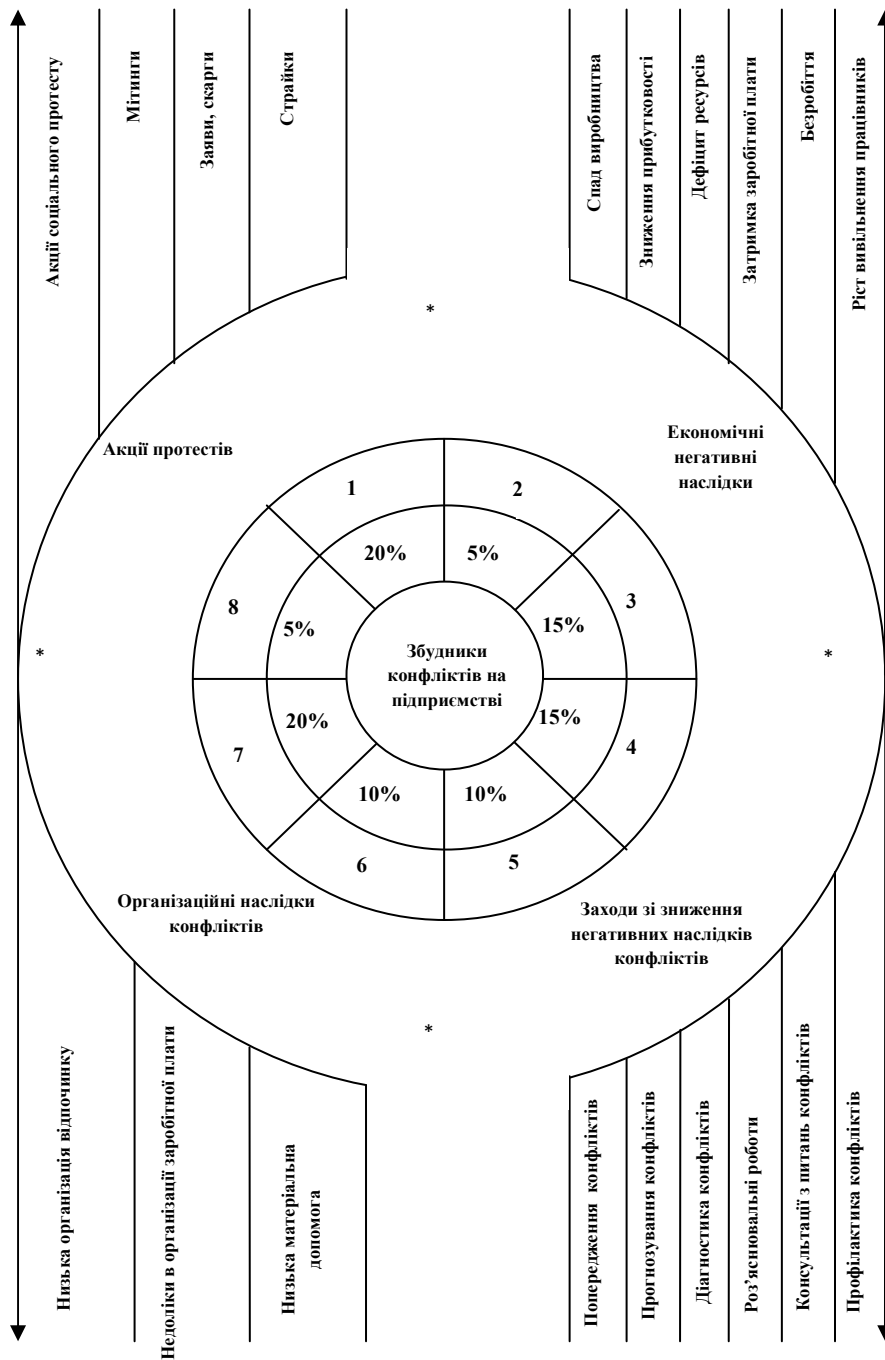 Акції соціального протесту
Мітинги
Заяви, скарги
Страйки
Спад виробництва
Зниження прибутковості
Дефіцит ресурсів
Затримка заробітної плати
Безробіття
Ріст вивільнення працівників
*
Акції протестів
Економічні
негативні
наслідки
1
2
20%
5%
8
3
5%
15%
*
*
Збудники
конфліктів на
підприємстві
20%
15%
7
4
10%
10%
6
5
Організаційні наслідки
конфліктів
Заходи зі зниження
негативних наслідків
конфліктів
*
Низька організація відпочинку
Недоліки в організації заробітної плати
Низька матеріальна
допомога
Попередження конфліктів
Прогнозування конфліктів
Діагностика конфліктів
Роз’яснювальні роботи
Консультації з питань конфліктів
Профілактика конфліктів